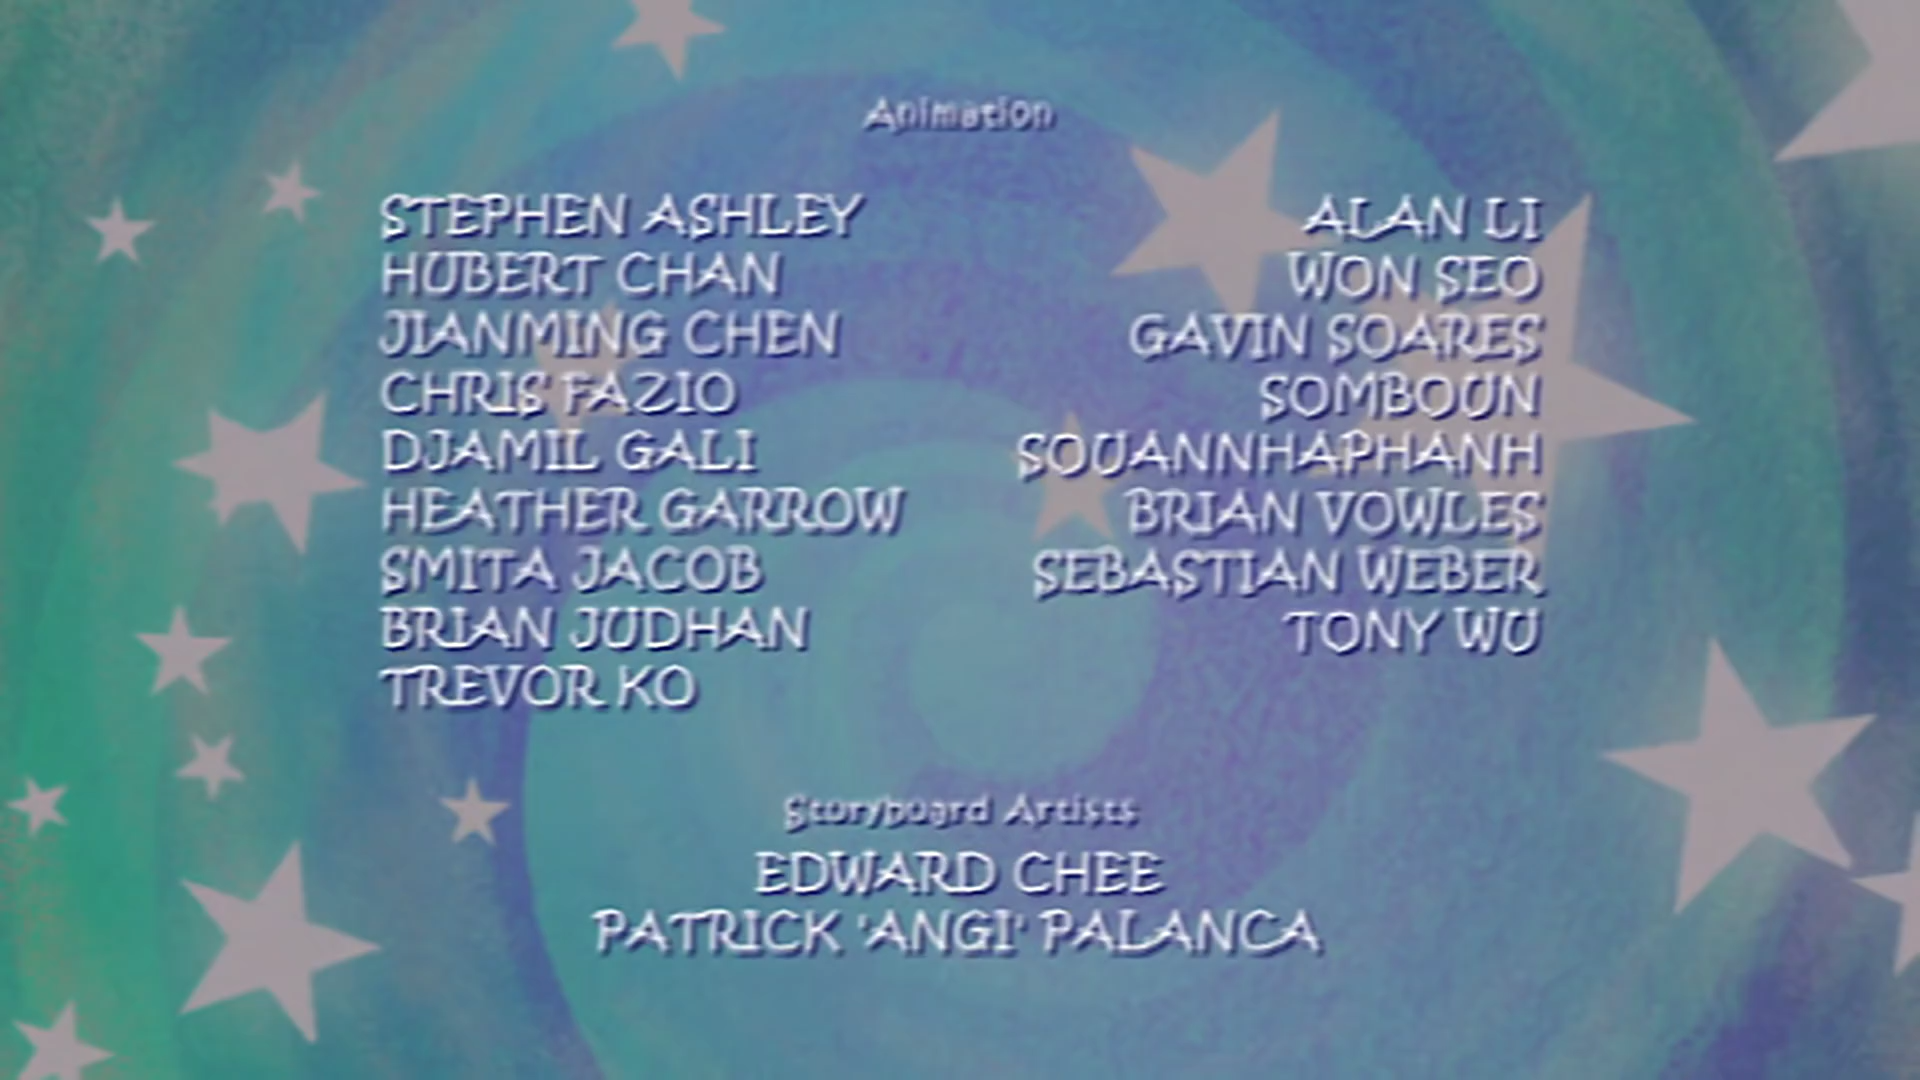 Animation
STEPHEN ASHLEY
HUBERT CHAN
JIANMING CHEN
CHRIS FAZIO
DJAMIL GALI
HEATHER GARROW
SMITA JACOB
BRIAN JUDHAN
TREVOR KO
ALAN LI
WON SEO
GAVIN SOARES
SOMBOUN
SOUANNHAPHANH
BRIAN VOWLES
SEBASTIAN WEBER
TONY WU
Storyboard Artists
EDWARD CHEE
PATRICK 'ANGI' PALANCA